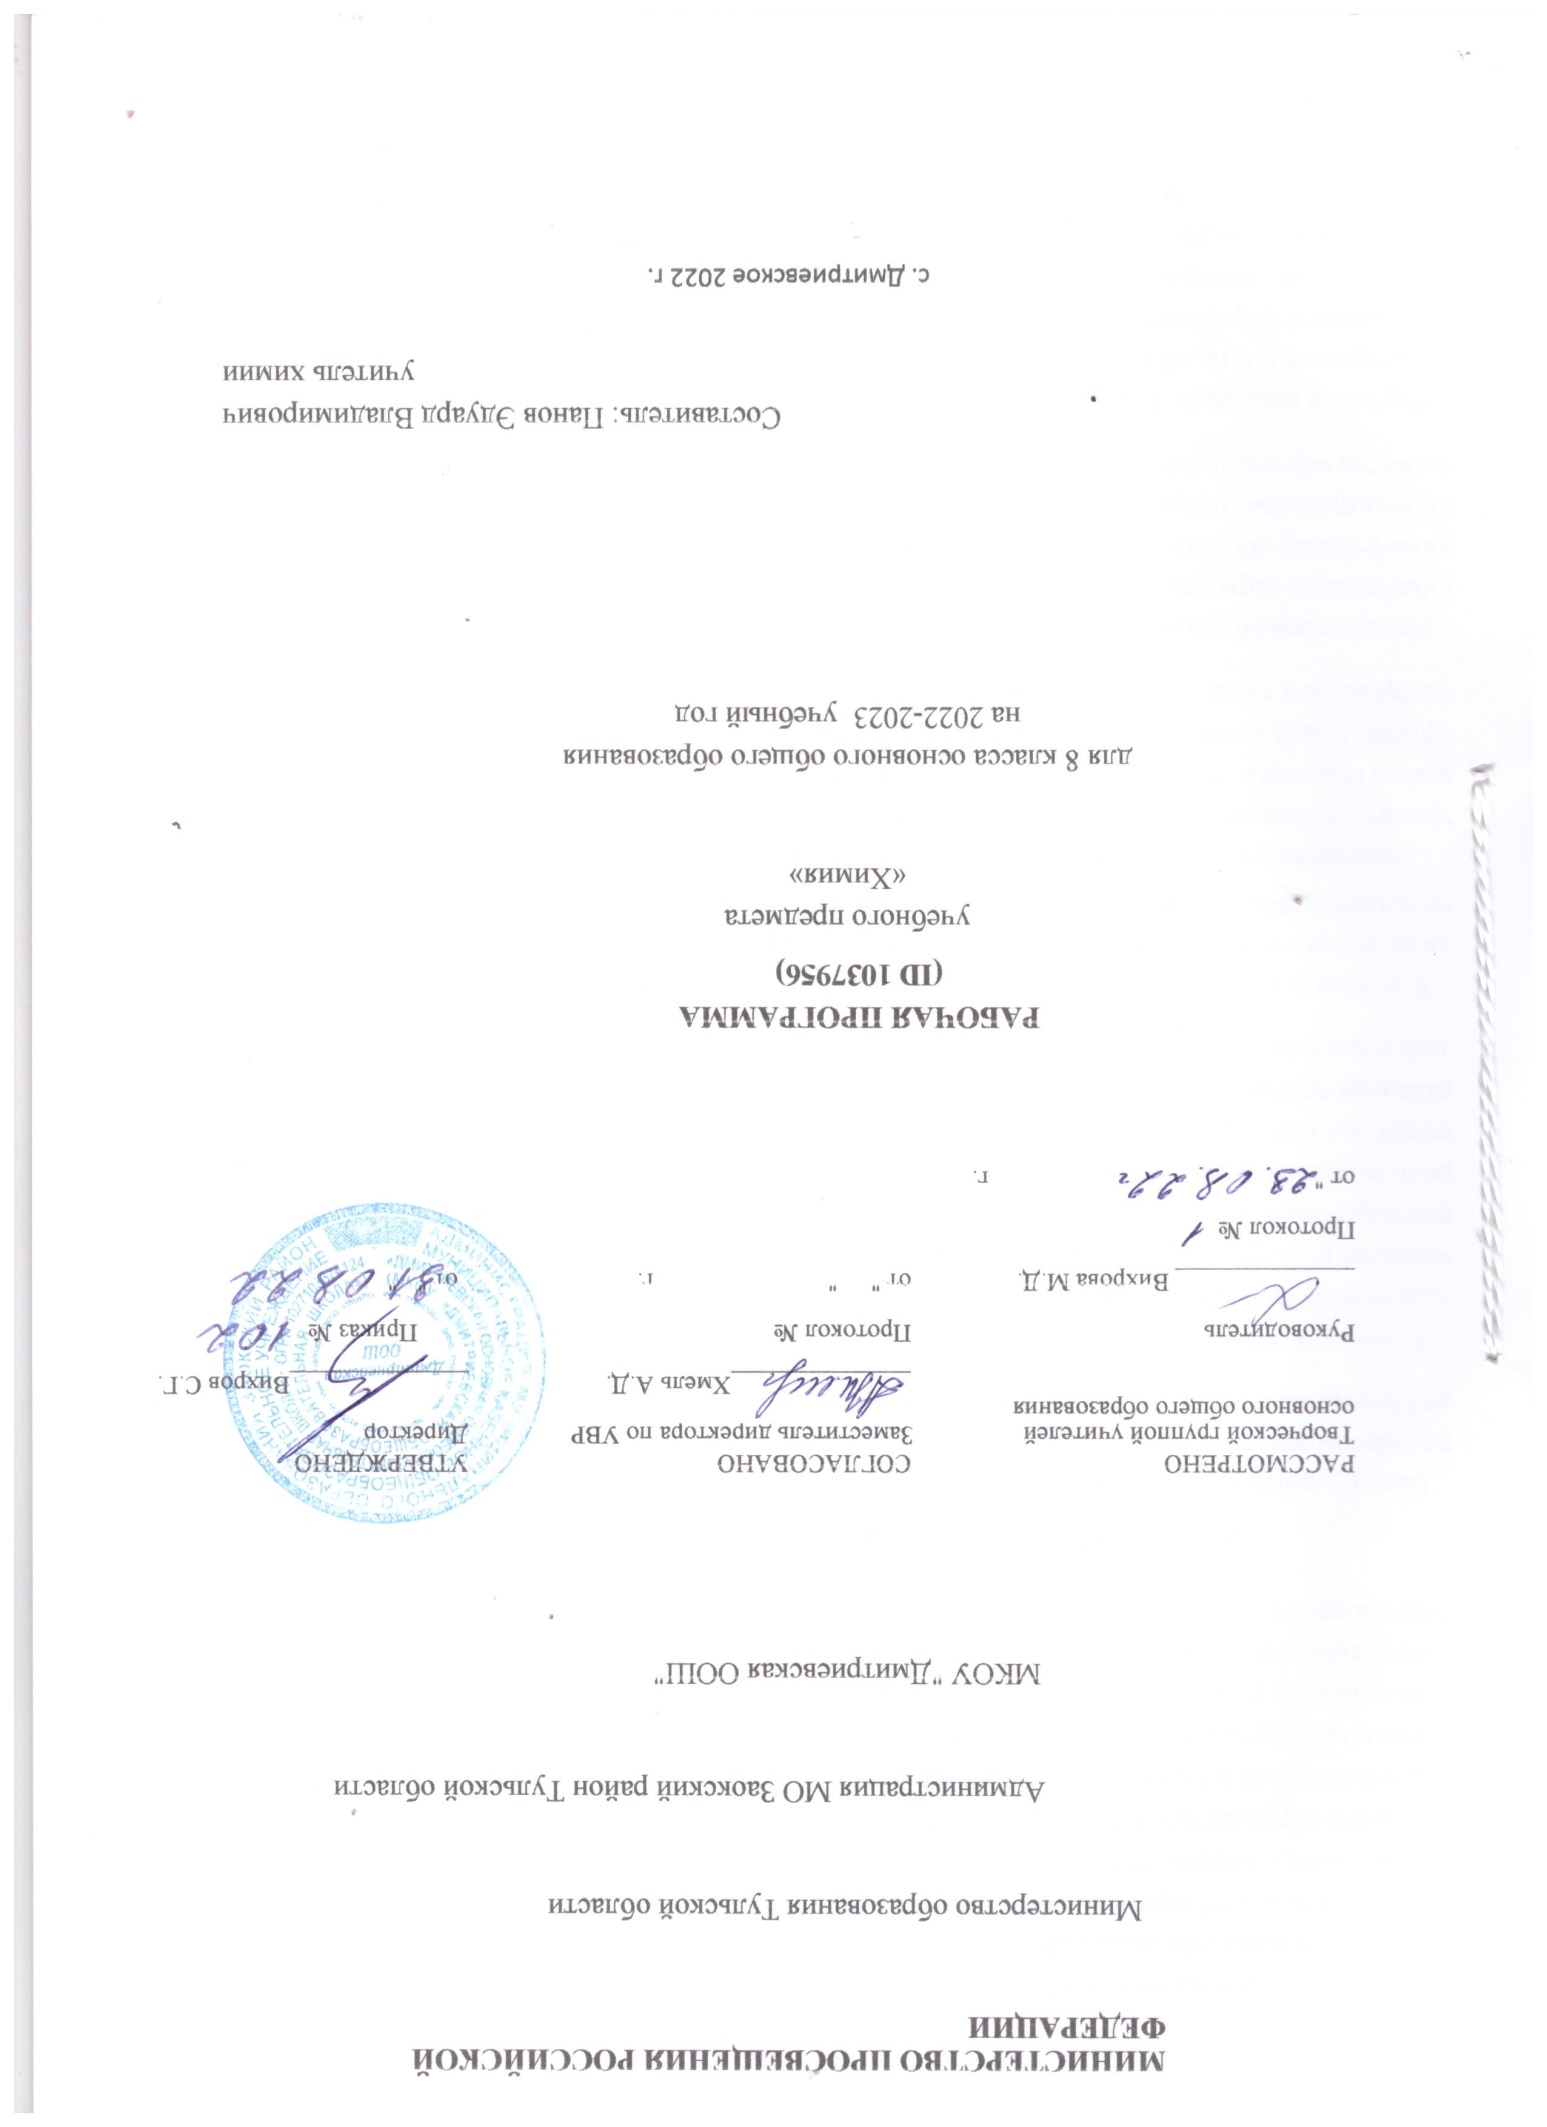 МИНИСТЕРСТВО ПРОСВЕЩЕНИЯ РОССИЙСКОЙ
ФЕДЕРАЦИИ
Министерство образования Тульской области
Администрация МО Заокский район Тульской области
МКОУ "Дмитриевская ООШ"
РАССМОТРЕНО
Творческой группой учителей
основного общего образования
Руководитель
Вихрова М.Д.
Протокол № 1
от "23.08.22г г.
СОГЛАСОВАНО
Заместитель директора по УВР
Хмель А.Д.
Протокол №
от " " г.
УТВЕРЖДЕНО
Директор
Вихров С.Г.
Приказ № 102
от "31 08 22
Дмитриевская
ООШ
РАБОЧАЯ ПРОГРАММА
(ID 1037956)
учебного предмета
«Химия»
для 8 класса основного общего образования
на 2022-2023 учебный год
Составитель: Панов Эдуард Владимирович
учитель химии
с. Дмитриевское 2022 г.